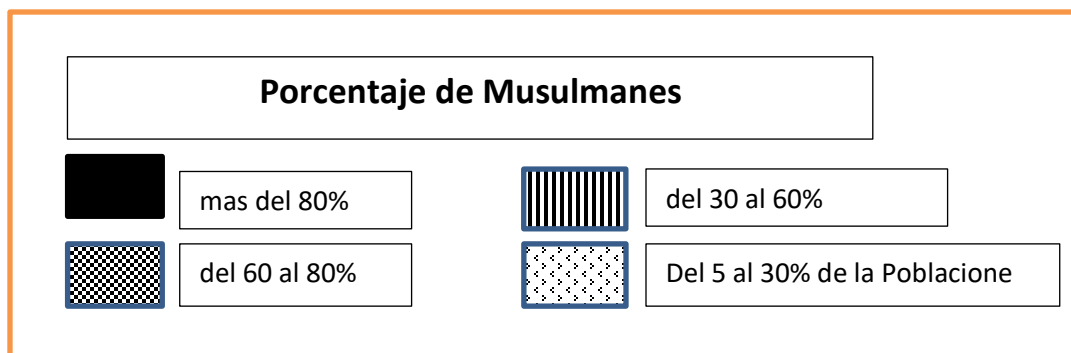 Porcentaje de Musulmanes
mas del 80%
del 30 al 60%
del 60 al 80%
Del 5 al 30% de la Poblacione